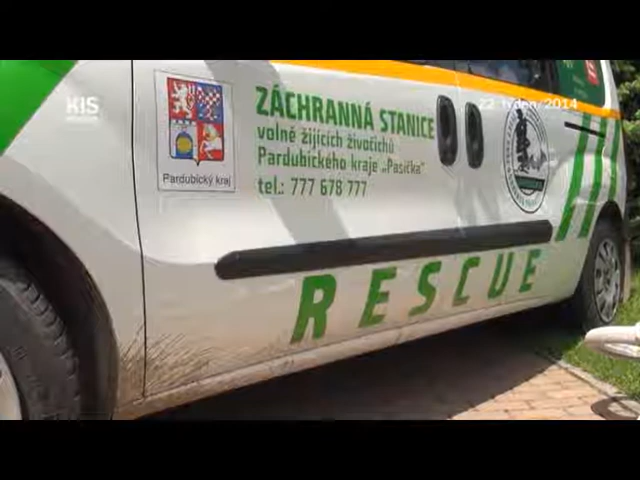 KIS
22. týden/2014
ZÁCHRANNÁ STANICE
volně žijících živočichů
Pardubického kraje „Pasíčka"
tel.: 777 678 777
Pardubický kraj
RESCUE